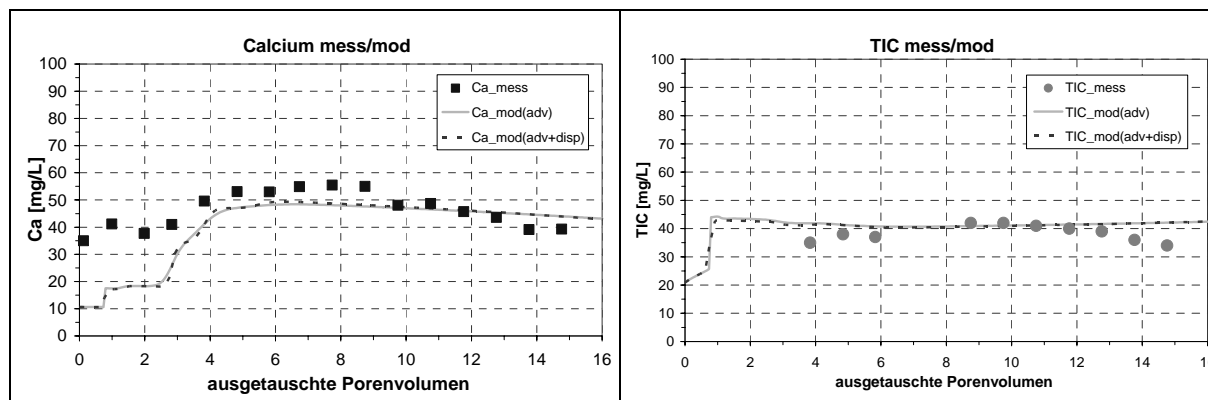 Calcium mess/mod
100
90
80
70
60
50
40
30
20
10
0
Ca [mg/L]
0 2 4 6 8 10 12 14 16
ausgetauschte Porenvolumen
Ca_mess
Ca_mod(adv)
Ca_mod(adv+disp)
TIC mess/mod
100
90
80
70
60
50
40
30
20
10
0
TIC [mg/L]
0 2 4 6 8 10 12 14 16
ausgetauschte Porenvolumen
TIC_mess
TIC_mod(adv)
TIC_mod(adv+disp)